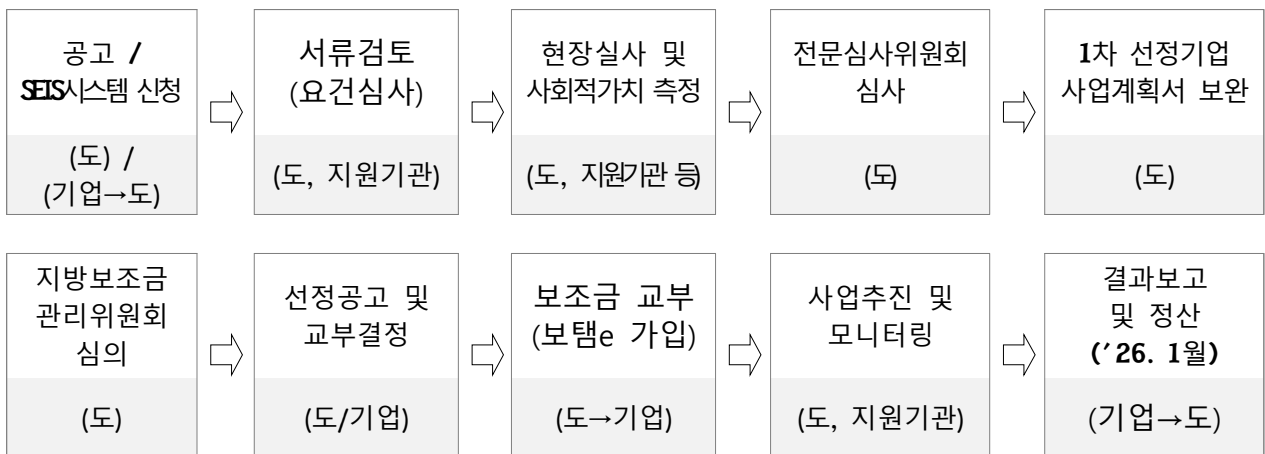 공고 /
SEIS시스템 신청
(도) /
(기업→도)
서류검토
(요건심사)
(도, 지원기관)
현장실사 및
사회적가치 측정
(도, 지원기관 등)
전문심사위원회
심사
(도)
1차 선정기업
사업계획서 보완
(도)
지방보조금
관리위원회
심의
(도)
선정공고 및
교부결정
(도/기업)
보조금 교부
(보탬e 가입)
(도→기업)
사업추진 및
모니터링
(도, 지원기관)
결과보고
및 정산
(′26. 1월)
(기업→도)